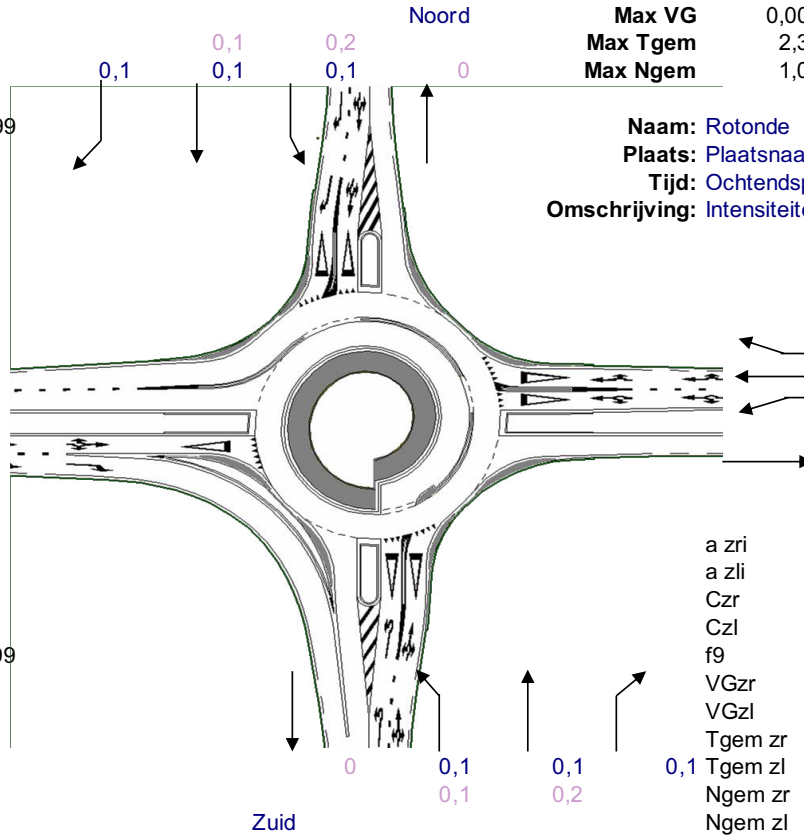 Noord Max VG 0,00
0,1 0,2 Max Tgem 2,3
0,1 0,1 0,1 0 Max Ngem 1,0
99
Naam: Rotonde
Plaats: Plaatsnaa
Tijd: Ochtendsp
Omschrijving: Intensiteite
a zri
a zli
Czr
Czl
99
f9
VGzr
VGzl
Tgem zr
0 0,1 0,1 0,1 Tgem zl
0,1 0,2 Ngem zr
Zuid Ngem zl